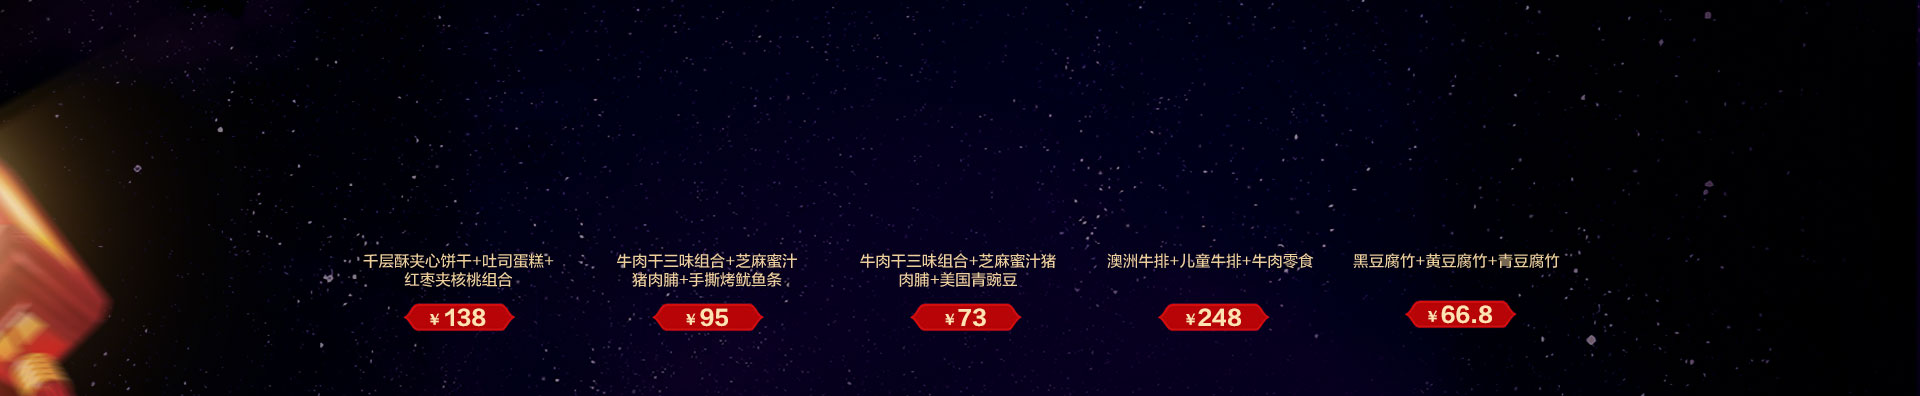 千层酥夹心饼干+吐司蛋糕+
红枣夹核桃组合
¥138
牛肉干三味组合+芝麻蜜汁
猪肉脯+手撕烤鱿鱼条
¥95
牛肉干三味组合+芝麻蜜汁猪
肉脯+美国青豌豆
¥73
澳洲牛排+儿童牛排+牛肉零食
¥248
黑豆腐竹+黄豆腐竹+青豆腐竹
¥66.8